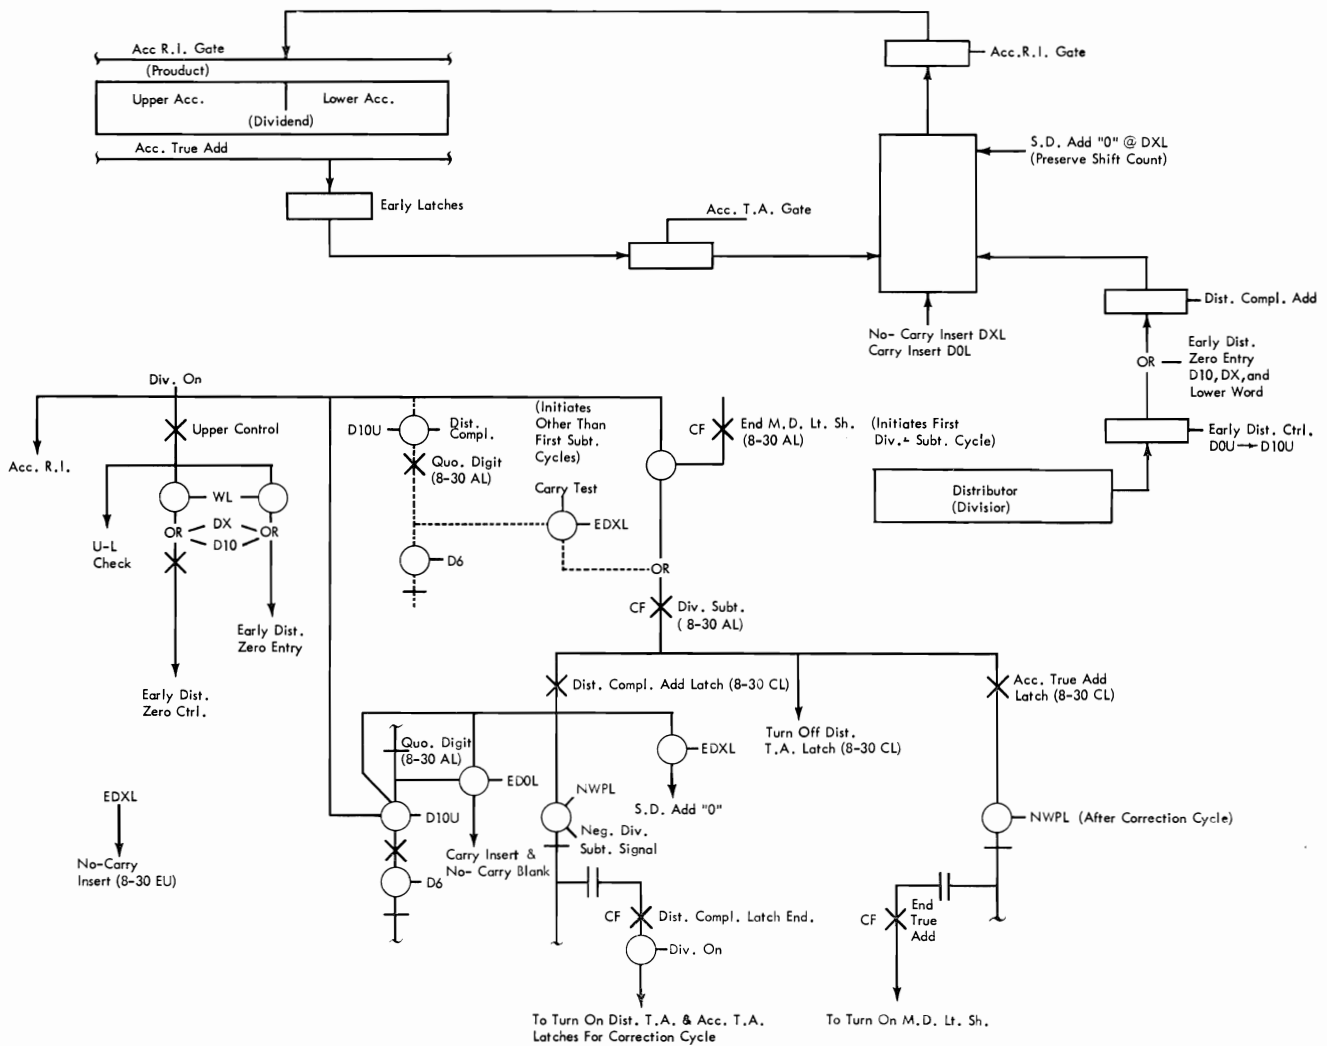 Acc R.I. Gate
(Prouduct)
Upper Acc.
Lower Acc.
(Dividend)
Acc. True Add
Early Latches
Acc. T.A. Gate
Acc.R.I. Gate
S.D. Add "0" @ DXL
(Preserve Shift Count)
No- Carry Insert DXL
Carry Insert D0L
Dist. Compl. Add
OR
Early Dist.
Zero Entry
D10, DX, and
Lower Word
Early Dist. Ctrl.
D0U → D10U
Distributor
(Divisior)
Div. On
Upper Control
Acc. R.I.
WL
OR
DX
D10
OR
U-L
Check
Early Dist.
Zero Entry
Early Dist.
Zero Ctrl.
D10U
Dist.
Compl.
Quo. Digit
(8-30 AL)
(Initiates
Other Than
First Subt.
Cycles)
Carry Test
EDXL
D6
CF
End M.D. Lt. Sh.
(8-30 AL)
(Initiates First
Div. Subt. Cycle)
OR
CF
Div. Subt.
( 8-30 AL)
Dist. Compl. Add Latch (8-30 CL)
Turn Off Dist.
T.A. Latch (8-30 CL)
Acc. True Add
Latch (8-30 CL)
Quo. Digit
(8-30 AL)
ED0L
EDXL
S.D. Add "0"
D10U
Carry Insert &
No- Carry Blank
D6
NWPL
Neg. Div.
Subt. Signal
NWPL (After Correction Cycle)
EDXL
No-Carry
Insert (8-30 EU)
CF
Dist. Compl. Latch End.
Div. On
To Turn On Dist. T.A. & Acc. T.A.
Latches For Correction Cycle
CF
End
True
Add
To Turn On M.D. Lt. Sh.